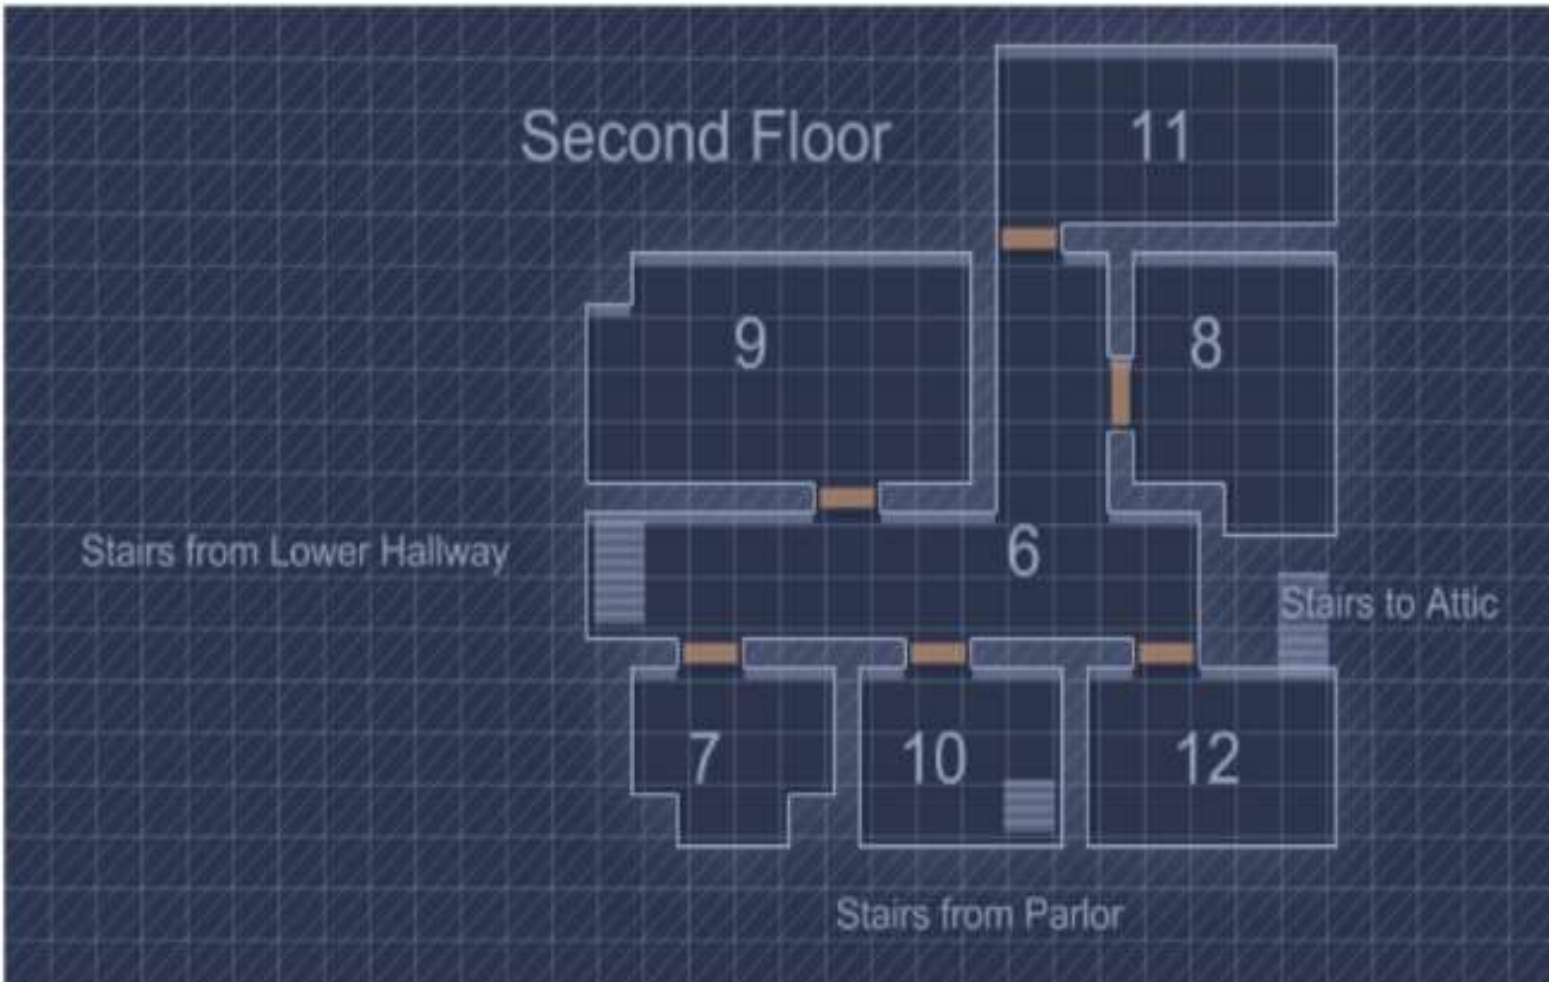 11
Second Floor
9
8
Stairs from Lower Hallway
6
Stairs to Attic
7
10
12
Stairs from Parlor